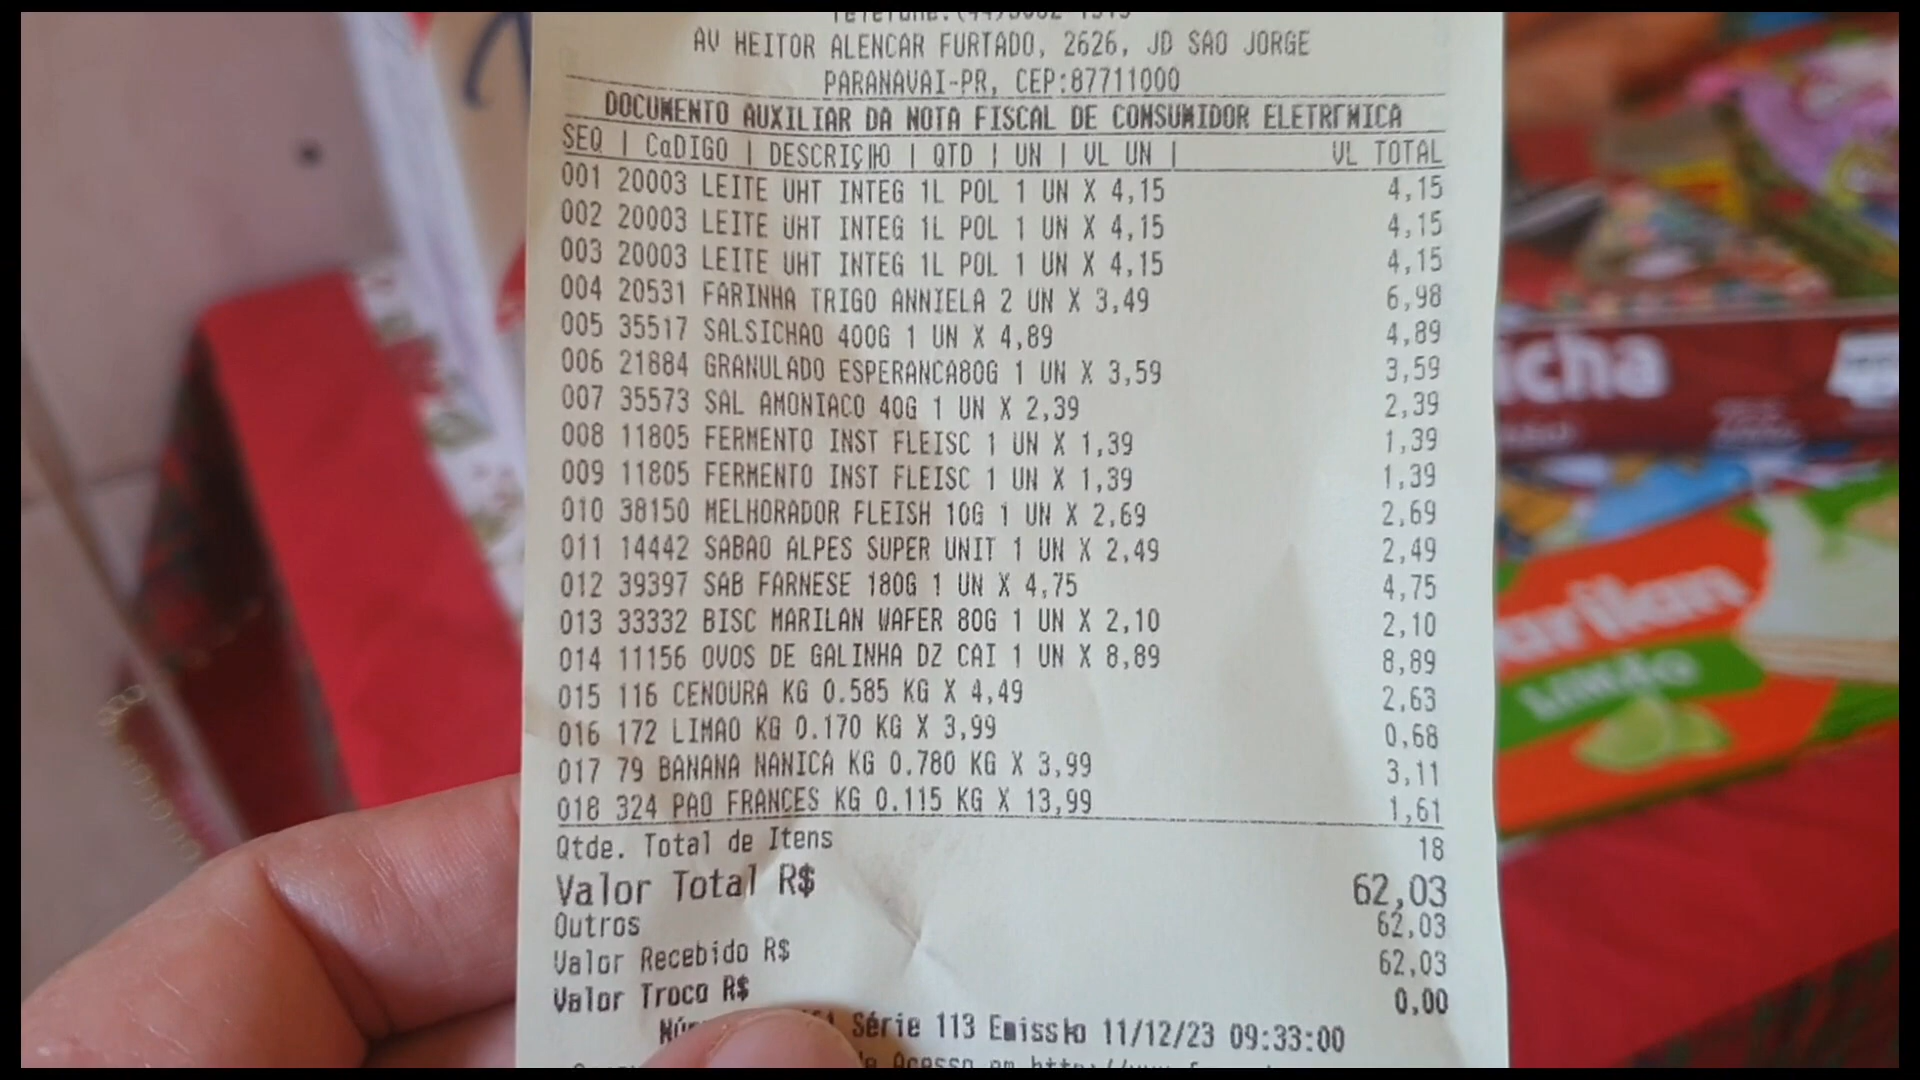 AV HEITOR ALENCAR FURTADO, 2626, JD SAO JORGE
PARANAVAI-PR, CEP:87711000
DOCUMENTO AUXILIAR DA NOTA FISCAL DE CONSUMIDOR
SEQ | CaDIGO | | QTD | UN | VL UN | VL TOTAL
001 20003 LEITE UHT INTEG 1L POL 1 UN X 4,15 4,15
002 20003 LEITE UHT INTEG 1L POL 1 UN X 4,15 4,15
003 20003 LEITE UHT INTEG 1L POL 1 UN X 4,15 4,15
004 20531 FARINHA TRIGO ANNIELA 2 UN X 3,49 6,98
005 35517 SALSICHAO 400G 1 UN X 4,89 4,89
006 21884 GRANULADO ESPERANCA80G 1 UN X 3,59 3,59
007 35573 SAL AMONIACO 40G 1 UN X 2,39 2,39
008 11805 FERMENTO INST FLEISC 1 UN X 1,39 1,39
009 11805 FERMENTO INST FLEISC 1 UN X 1,39 1,39
010 38150 MELHORADOR FLEISH 10G 1 UN X 2,69 2,69
011 14442 SABAO ALPES SUPER UNIT 1 UN X 2,49 2,49
012 39397 SAB FARNESE 180G 1 UN X 4,75 4,75
013 33332 BISC MARILAN WAFER 80G 1 UN X 2,10 2,10
014 11156 OVOS DE GALINHA DZ CAI 1 UN X 8,89 8,89
015 116 CENOURA KG 0.585 KG X 4,49 2,63
016 172 LIMAO KG 0.170 KG X 3,99 0,68
017 79 BANANA NANICA KG 0.780 KG X 3,99 3,11
018 324 PAO FRANCES KG 0.115 KG X 13,99 1,61
Qtde. Total de Itens 18
Valor Total R$ 62,03
Outros 62,03
Valor Recebido R$ 62,03
Valor Troco R$ 0,00
Série 113 11/12/23 09:33:00
icha
arilan
LIMÃO